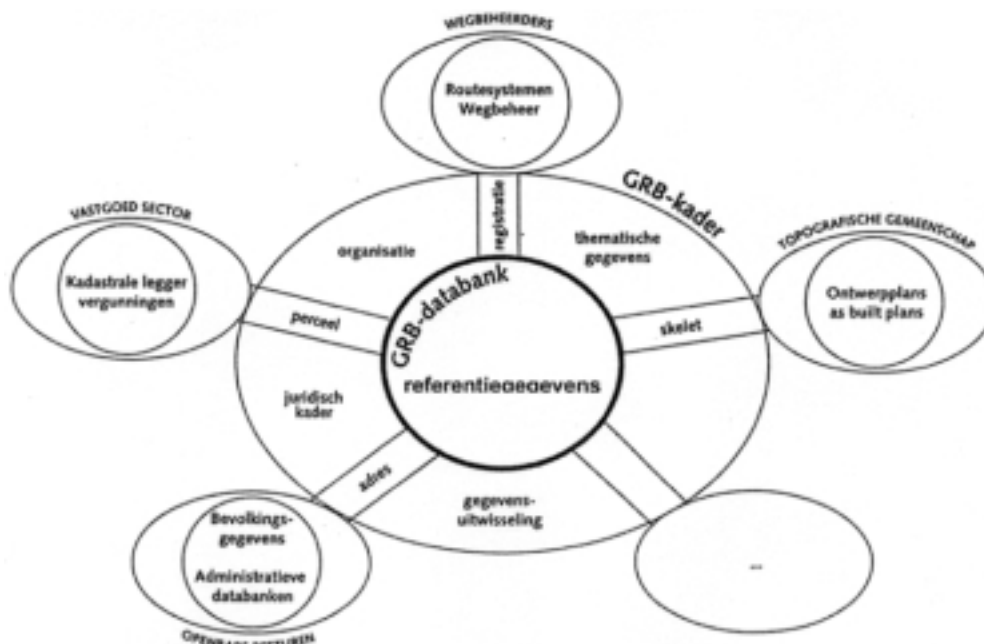 WEGBEHEERDERS
Routesystemen
Wegbeheer
GRB-kader
VASTGOED SECTOR
TOPOGRAFISCHE GEMEENSCHAP
registratie
organisatie
thematische
gegevens
Kadastrale legger
vergunningen
Ontwerpplans
as built plans
GRB-databank
perceel
skelet
referentiegegevens
juridisch
kader
adres
gegevens-
uitwisseling
Bevolkings-
gegevens
Administratieve
databanken
...